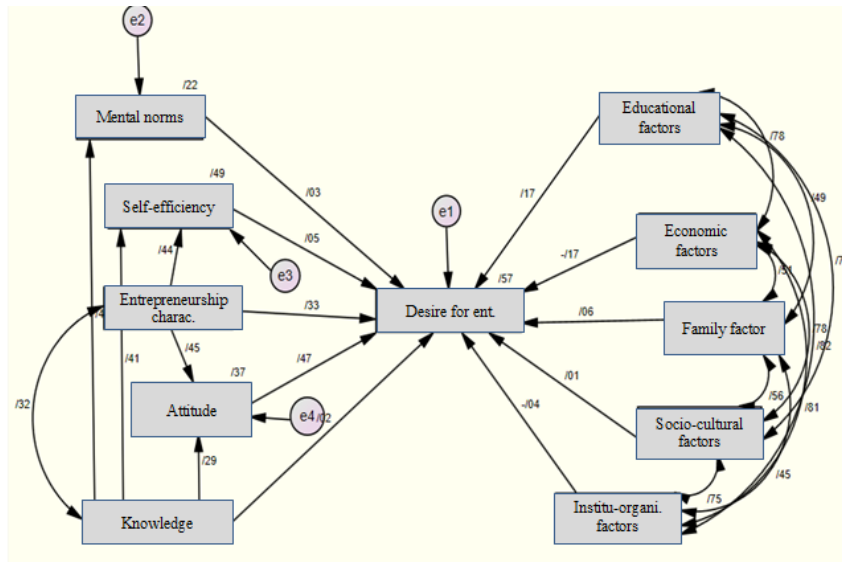 e2
/22
Mental norms
/49
Self-efficiency
/03
/05
e3
/44
Entrepreneurship
charac.
/33
/4
/41
/45
/32
/37
/47
Attitude
e4
/02
/29
Knowledge
e1
/57
Desire for ent.
Educational
factors
/78
/17
/49
Economic
factors
-/17
/51
/7
Family factor
/06
/78
/82
/01
/56
/81
Socio-cultural
factors
-/04
/45
/75
Institu-organi.
factors